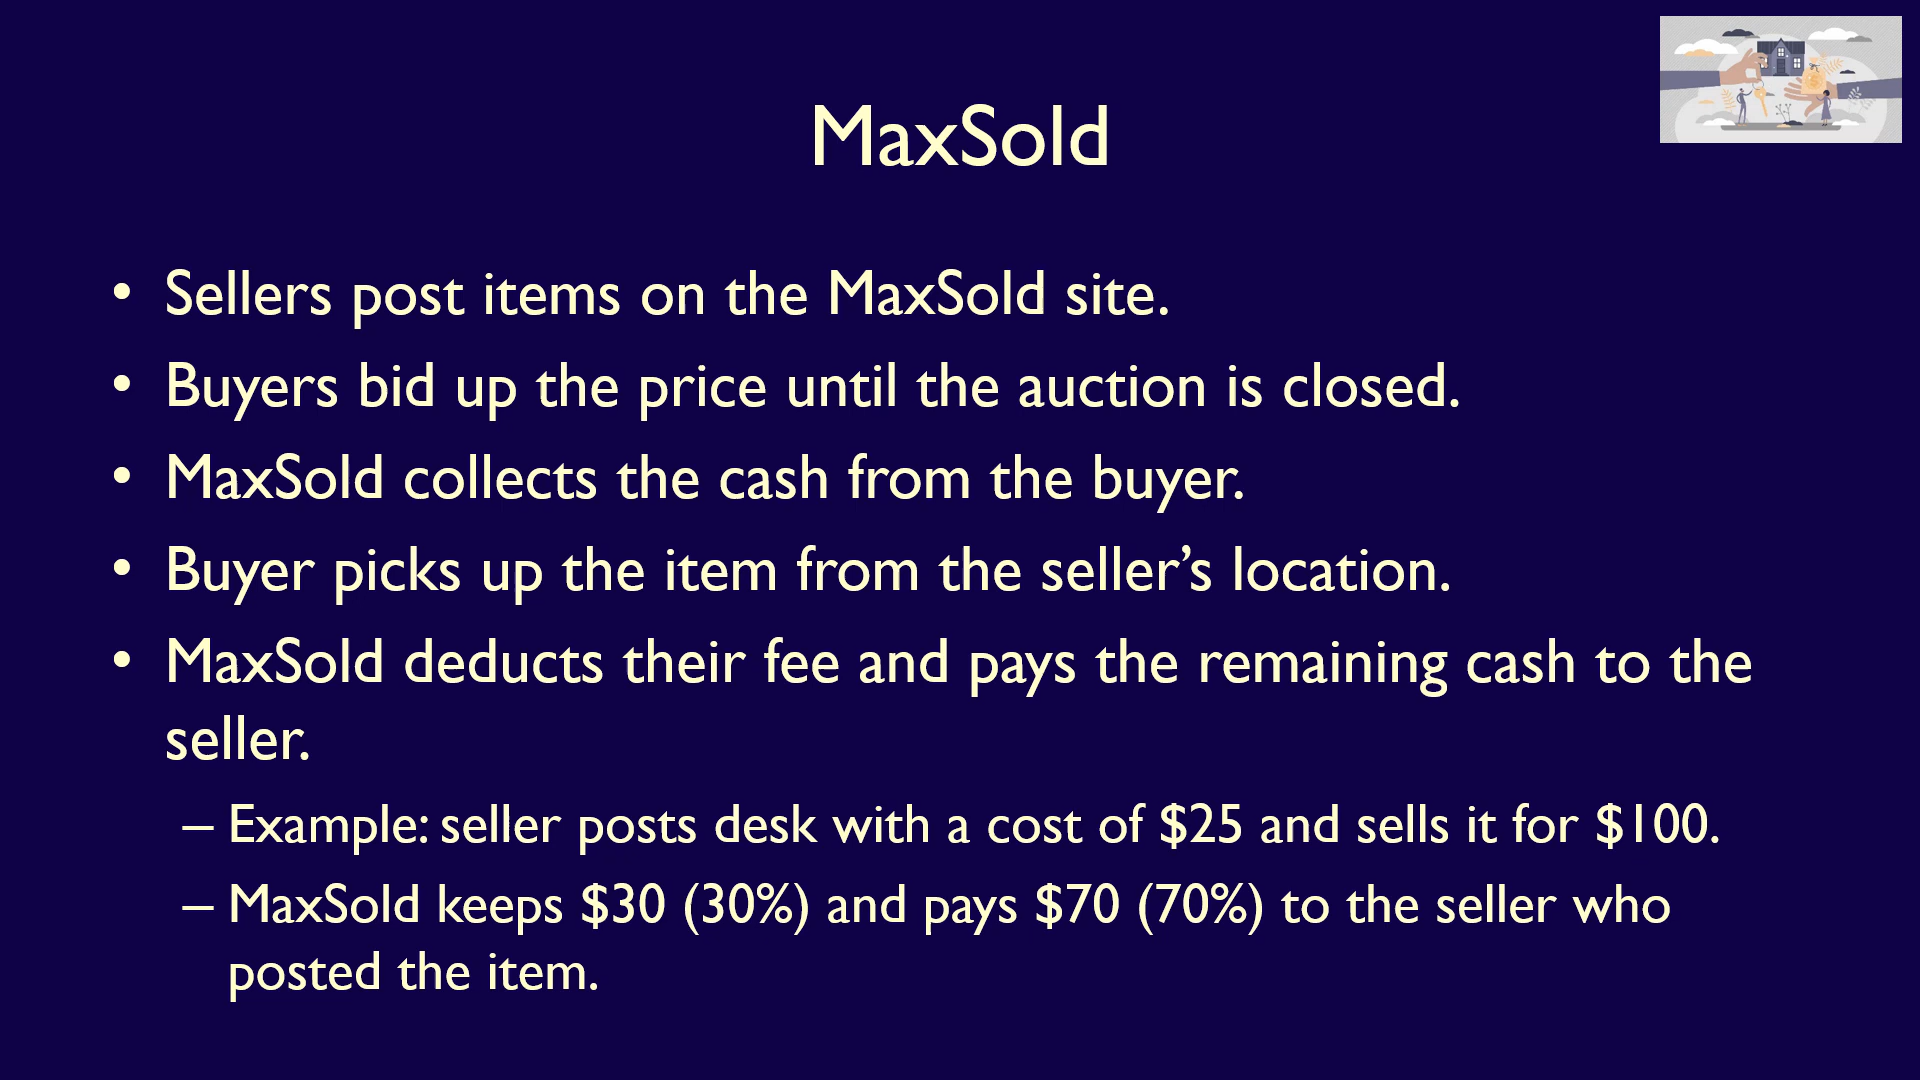 MaxSold
• Sellers post items on the MaxSold site.
• Buyers bid up the price until the auction is closed.
• MaxSold collects the cash from the buyer.
• Buyer picks up the item from the seller’s location.
• MaxSold deducts their fee and pays the remaining cash to the
seller.
– Example: seller posts desk with a cost of $25 and sells it for $100.
– MaxSold keeps $30 (30%) and pays $70 (70%) to the seller who
posted the item.